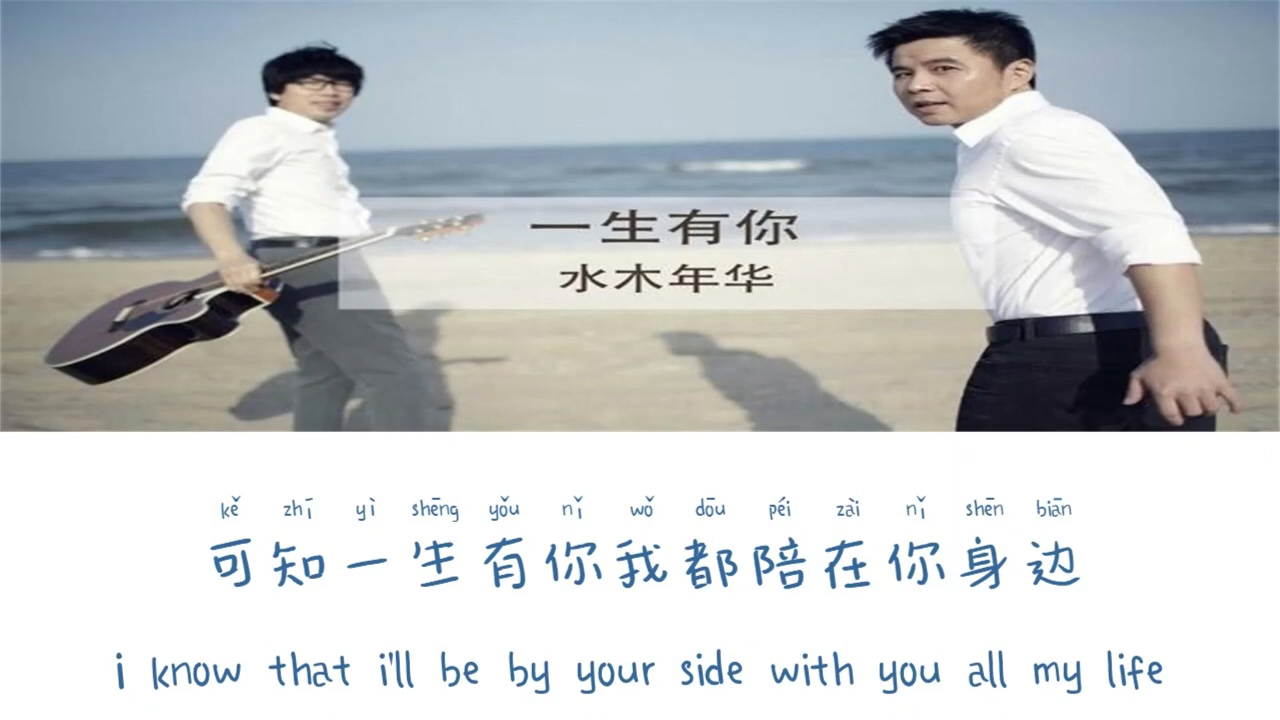 一生有你
水木年华
kě zhī yì shēng yǒu nǐ wǒ dōu péi zài nǐ shēn biān
可知一生有你我都陪在你身边
i know that i'll be by your side with you all my life